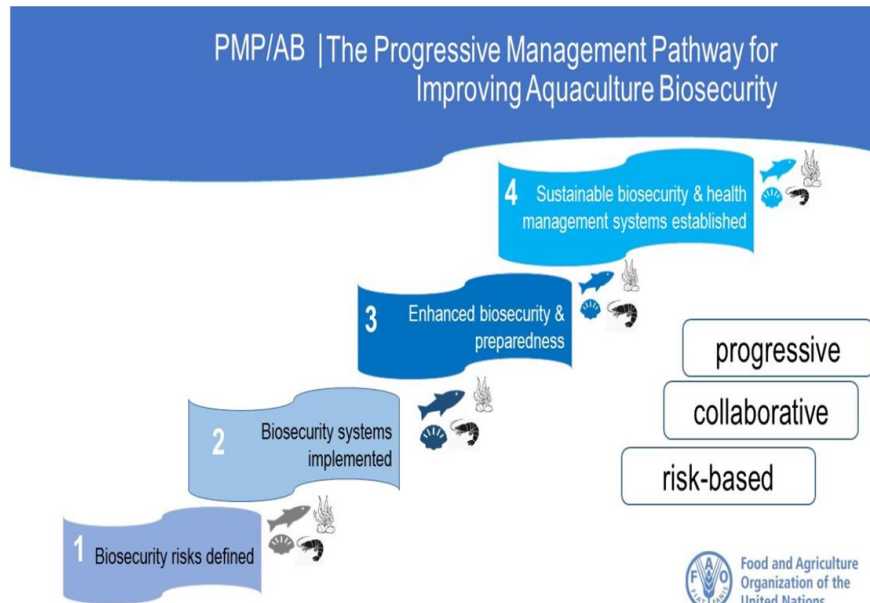 PMP/AB |The Progressive Management Pathway for
Improving Aquaculture Biosecurity
4 Sustainable biosecurity & health
management systems established
3 Enhanced biosecurity &
preparedness
2 Biosecurity systems
implemented
1 Biosecurity risks defined
progressive
collaborative
risk-based
F A O
Food and Agriculture
Organization of the
United Nations